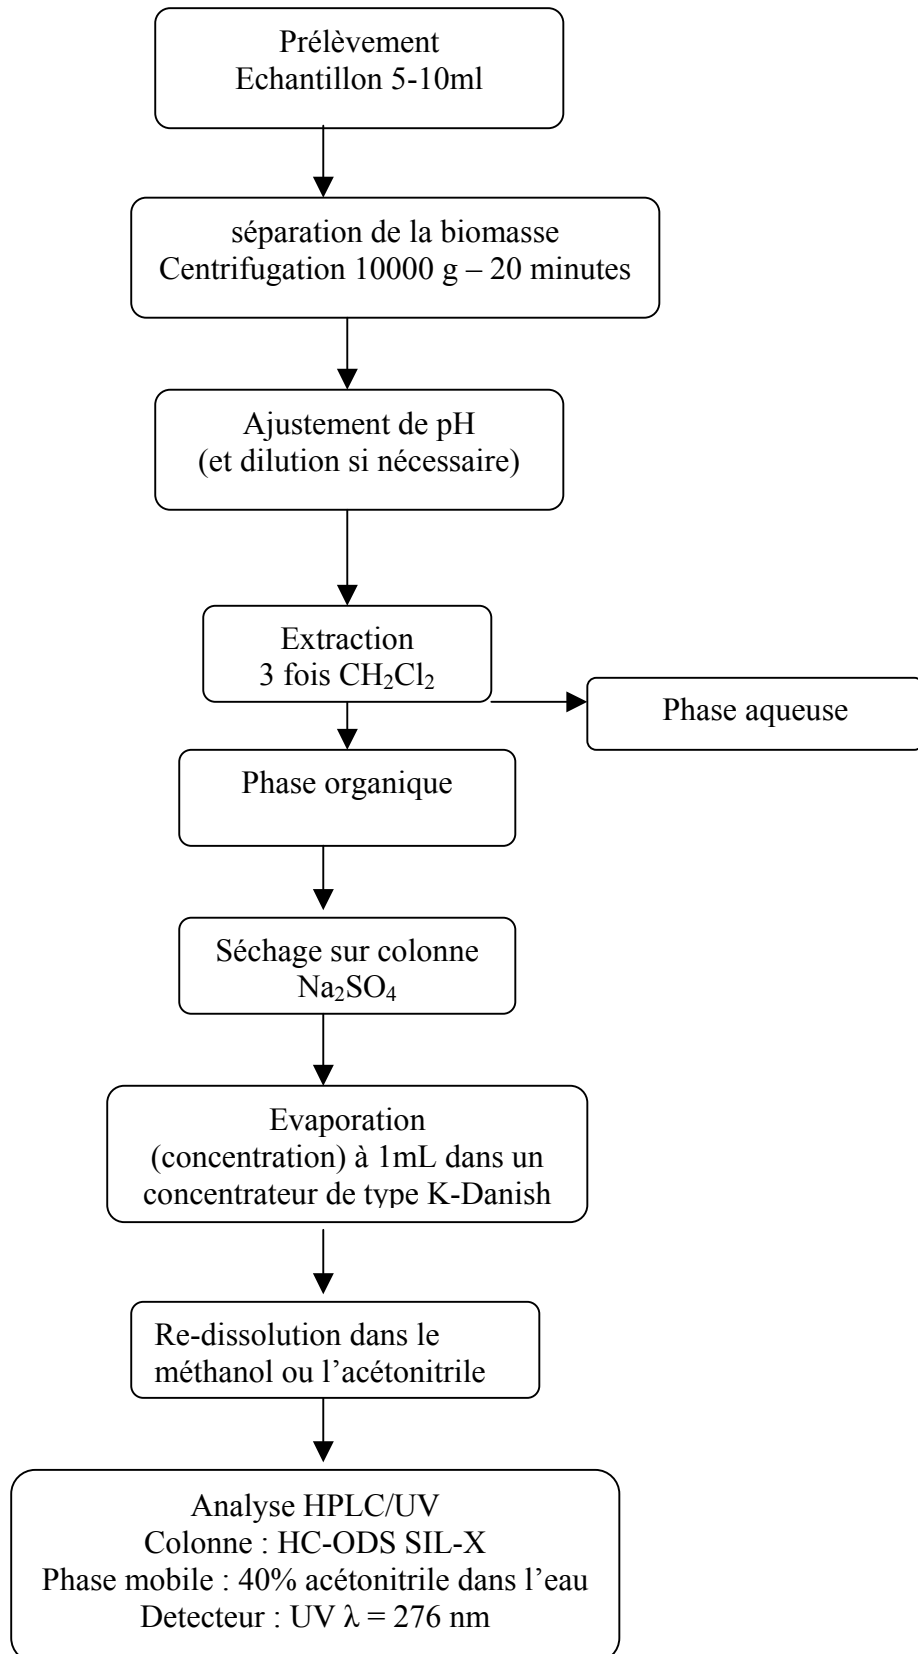 Prélèvement
Echantillon 5-10ml
séparation de la biomasse
Centrifugation 10000 g – 20 minutes
Ajustement de pH
(et dilution si nécessaire)
Extraction
3 fois CH₂Cl₂
Phase aqueuse
Phase organique
Séchage sur colonne
Na₂SO₄
Evaporation
(concentration) à 1mL dans un
concentrateur de type K-Danish
Re-dissolution dans le
méthanol ou l’acétonitrile
Analyse HPLC/UV
Colonne : HC-ODS SIL-X
Phase mobile : 40% acétonitrile dans l’eau
Detecteur : UV λ = 276 nm